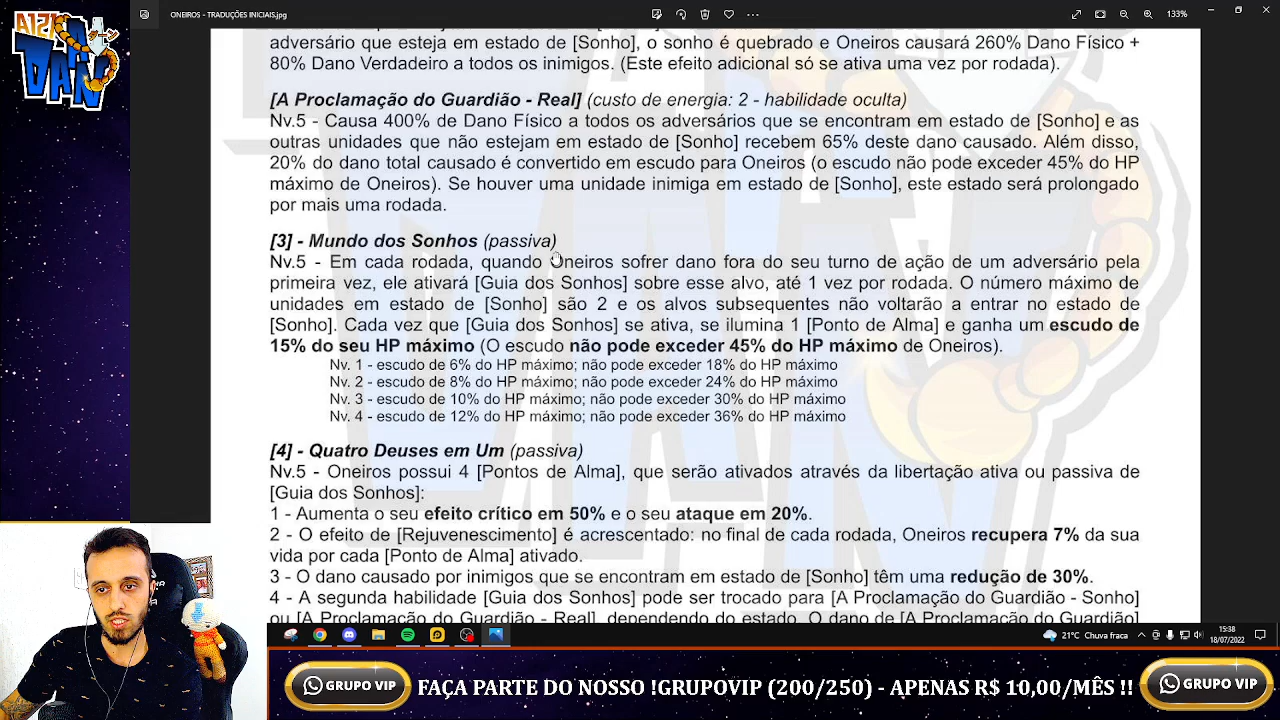 ONEIROS - TRADUÇÕES INICIAIS.jpg
133%
A12F
DAN
adversário que esteja em estado de [Sonho], o sonho é quebrado e Oneiros causará 260% Dano Físico +
80% Dano Verdadeiro a todos os inimigos. (Este efeito adicional só se ativa uma vez por rodada).
[A Proclamação do Guardião - Real] (custo de energia: 2 - habilidade oculta)
Nv.5 - Causa 400% de Dano Físico a todos os adversários que se encontram em estado de [Sonho] e as
outras unidades que não estejam em estado de [Sonho] recebem 65% deste dano causado. Além disso,
20% do dano total causado é convertido em escudo para Oneiros (o escudo não pode exceder 45% do HP
máximo de Oneiros). Se houver uma unidade inimiga em estado de [Sonho], este estado será prolongado
por mais uma rodada.
[3] - Mundo dos Sonhos (passiva)
Nv.5 - Em cada rodada, quando Oneiros sofrer dano fora do seu turno de ação de um adversário pela
primeira vez, ele ativará [Guia dos Sonhos] sobre esse alvo, até 1 vez por rodada. O número máximo de
unidades em estado de [Sonho] são 2 e os alvos subsequentes não voltarão a entrar no estado de
[Sonho]. Cada vez que [Guia dos Sonhos] se ativa, se ilumina 1 [Ponto de Alma] e ganha um escudo de
15% do seu HP máximo (O escudo não pode exceder 45% do HP máximo de Oneiros).
Nv. 1 - escudo de 6% do HP máximo; não pode exceder 18% do HP máximo
Nv. 2 - escudo de 8% do HP máximo; não pode exceder 24% do HP máximo
Nv. 3 - escudo de 10% do HP máximo; não pode exceder 30% do HP máximo
Nv. 4 - escudo de 12% do HP máximo; não pode exceder 36% do HP máximo
[4] - Quatro Deuses em Um (passiva)
Nv.5 - Oneiros possui 4 [Pontos de Alma], que serão ativados através da libertação ativa ou passiva de
[Guia dos Sonhos]:
1 - Aumenta o seu efeito crítico em 50% e o seu ataque em 20%.
2 - O efeito de [Rejuvenescimento] é acrescentado: no final de cada rodada, Oneiros recupera 7% da sua
vida por cada [Ponto de Alma] ativado.
3 - O dano causado por inimigos que se encontram em estado de [Sonho] têm uma redução de 30%.
4 - A segunda habilidade [Guia dos Sonhos] pode ser trocado para [A Proclamação do Guardião - Sonho]
ou [A Proclamação do Guardião - Real], dependendo do estado. O dano de [A Proclamação do Guardião]
21°C Chuva fraca
15:38
18/07/2022
GRUPO VIP
FAÇA PARTE DO NOSSO !GRUPOVIP (200/250) - APENAS R$ 10,00/MÊS !!
GRUPO VIP